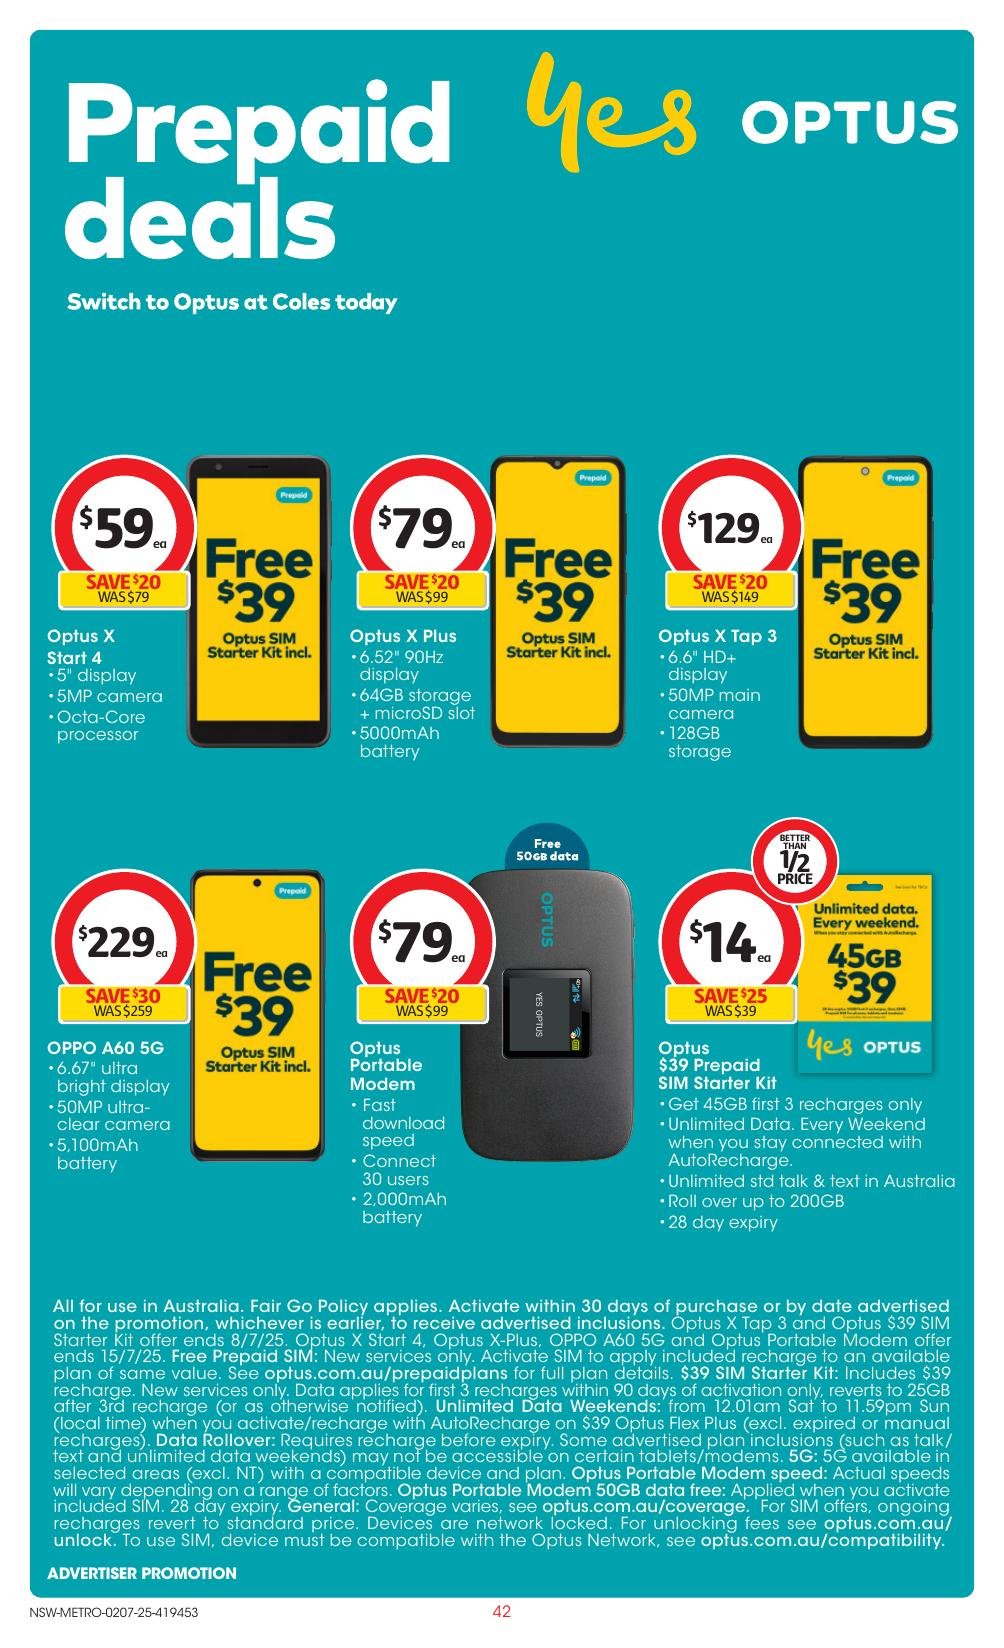 Prepaid
deals
yes OPTUS
Switch to Optus at Coles today
$59 ea
SAVE $20
WAS $79
Prepaid
Free
$39
Optus SIM
Starter Kit incl.
Optus X
Start 4
• 5" display
• 5MP camera
• Octa-Core
processor
$79 ea
SAVE $20
WAS $99
Prepaid
Free
$39
Optus SIM
Starter Kit incl.
Optus X Plus
• 6.52" 90Hz
display
• 64GB storage
+ microSD slot
• 5000mAh
battery
$129 ea
SAVE $20
WAS $149
Prepaid
Free
$39
Optus SIM
Starter Kit incl.
Optus X Tap 3
• 6.6" HD+
display
• 50MP main
camera
• 128GB
storage
$229 ea
SAVE $30
WAS $259
Prepaid
Free
$39
Optus SIM
Starter Kit incl.
OPPO A60 5G
• 6.67" ultra
bright display
• 50MP ultra-
clear camera
• 5,100mAh
battery
Free
50GB data
$79 ea
SAVE $20
WAS $99
OPTUS
YES OPTUS
Optus
Portable
Modem
• Fast
download
speed
• Connect
30 users
• 2,000mAh
battery
BETTER
THAN
1/2
PRICE
$14 ea
SAVE $25
WAS $39
Unlimited data.
Every weekend.
When you stay connected with AutoRecharge.
45GB
$39
yes OPTUS
Optus
$39 Prepaid
SIM Starter Kit
• Get 45GB first 3 recharges only
• Unlimited Data. Every Weekend
when you stay connected with
AutoRecharge.
• Unlimited std talk & text in Australia
• Roll over up to 200GB
• 28 day expiry
All for use in Australia. Fair Go Policy applies. Activate within 30 days of purchase or by date advertised
on the promotion, whichever is earlier, to receive advertised inclusions. Optus X Tap 3 and Optus $39 SIM
Starter Kit offer ends 8/7/25. Optus X Start 4, Optus X-Plus, OPPO A60 5G and Optus Portable Modem offer
ends 15/7/25. Free Prepaid SIM: New services only. Activate SIM to apply included recharge to an available
plan of same value. See optus.com.au/prepaidplans for full plan details. $39 SIM Starter Kit: Includes $39
recharge. New services only. Data applies for first 3 recharges within 90 days of activation only, reverts to 25GB
after 3rd recharge (or as otherwise notified). Unlimited Data Weekends: from 12.01am Sat to 11.59pm Sun
(local time) when you activate/recharge with AutoRecharge on $39 Optus Flex Plus (excl. expired or manual
recharges). Data Rollover: Requires recharge before expiry. Some advertised plan inclusions (such as talk/
text and unlimited data weekends) may not be accessible on certain tablets/modems. 5G: 5G available in
selected areas (excl. NT) with a compatible device and plan. Optus Portable Modem speed: Actual speeds
will vary depending on a range of factors. Optus Portable Modem 50GB data free: Applied when you activate
included SIM. 28 day expiry. General: Coverage varies, see optus.com.au/coverage. For SIM offers, ongoing
recharges revert to standard price. Devices are network locked. For unlocking fees see optus.com.au/
unlock. To use SIM, device must be compatible with the Optus Network, see optus.com.au/compatibility.
ADVERTISER PROMOTION
NSW-METRO-0207-25-419453
42